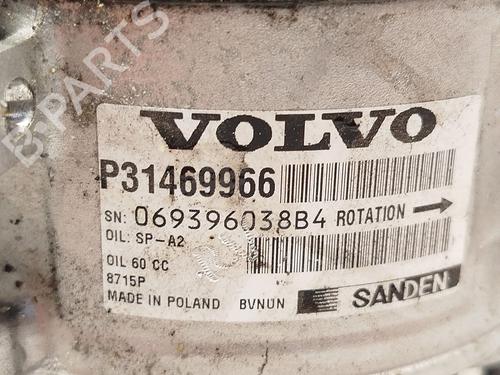 B-PARTS
VOLVO
P31469966
SN: 069396038B4 ROTATION
OIL: SP-A2
OIL 60 CC
8715P
MADE IN POLAND BVNUN SANDEN